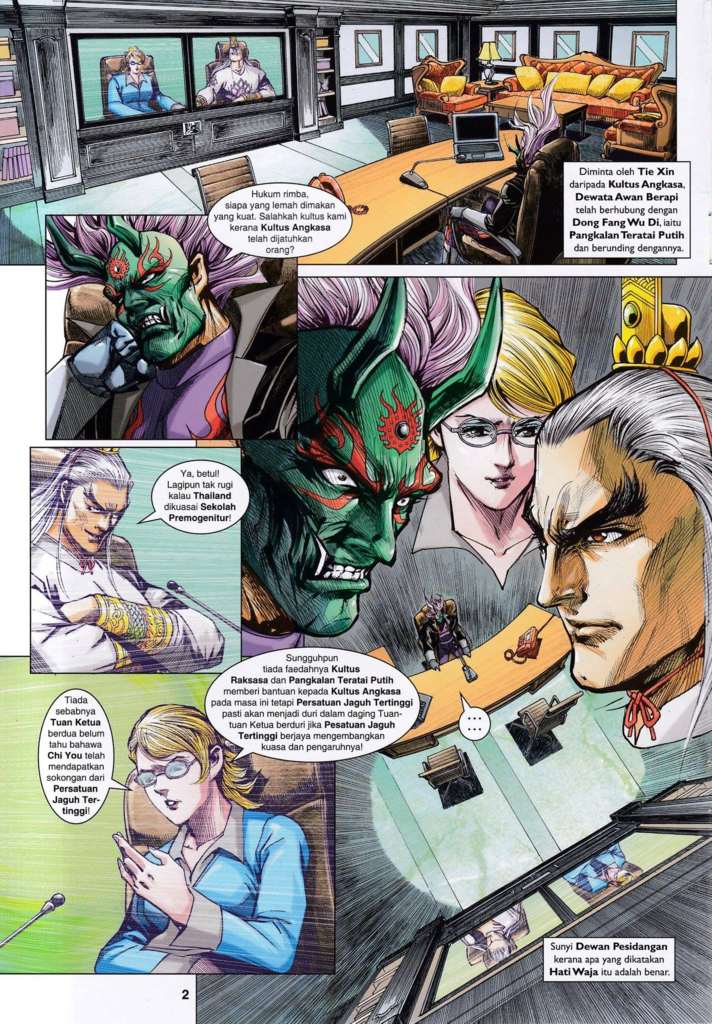 Diminta oleh Tie Xin
daripada Kultus Angkasa,
Dewata Awan Berapi
telah berhubung dengan
Dong Fang Wu Di, iaitu
Pangkalan Teratai Putih
dan berunding dengannya.
Hukum rimba,
siapa yang lemah dimakan
yang kuat. Salahkah kultus kami
kerana Kultus Angkasa
telah dijatuhkan
orang?
Ya, betul!
Lagipun tak rugi
kalau Thailand
dikuasai Sekolah
Premogenitur!
Sungguhpun
tiada faedahnya Kultus
Raksasa dan Pangkalan Teratai Putih
memberi bantuan kepada Kultus Angkasa
pada masa ini tetapi Persatuan Jaguh Tertinggi
pasti akan menjadi duri dalam daging Tuan-
tuan Ketua berdua jika Pesatuan Jaguh
Tertinggi berjaya mengembangkan
kuasa dan pengaruhnya!
Tiada
sebabnya
Tuan Ketua
berdua belum
tahu bahawa
Chi You telah
mendapatkan
sokongan dari
Persatuan
Jaguh Ter-
tinggi!
...
...
Sunyi Dewan Pesidangan
kerana apa yang dikatakan
Hati Waja itu adalah benar.
2